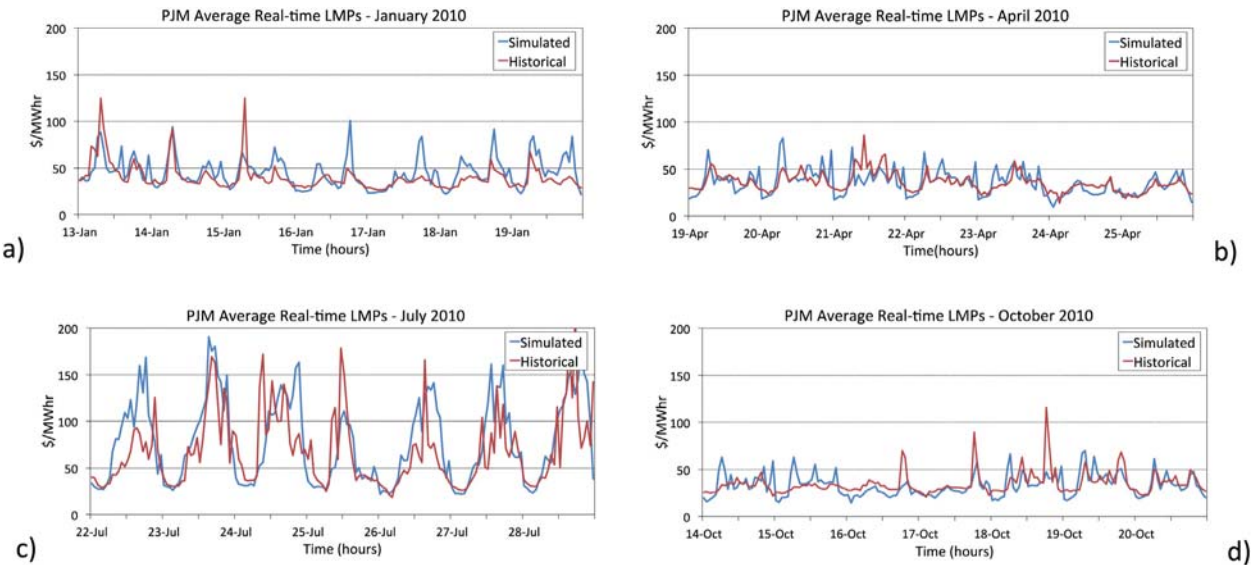 PJM Average Real-time LMPs - January 2010
200
150
100
50
0
$/MWhr
Simulated
Historical
13-Jan 14-Jan 15-Jan 16-Jan 17-Jan 18-Jan 19-Jan
Time (hours)
a)
PJM Average Real-time LMPs - April 2010
200
150
100
50
0
$/MWhr
Simulated
Historical
19-Apr 20-Apr 21-Apr 22-Apr 23-Apr 24-Apr 25-Apr
Time(hours)
b)
PJM Average Real-time LMPs - July 2010
200
150
100
50
0
$/MWhr
Simulated
Historical
22-Jul 23-Jul 24-Jul 25-Jul 26-Jul 27-Jul 28-Jul
Time (hours)
c)
PJM Average Real-time LMPs - October 2010
200
150
100
50
0
$/MWhr
Simulated
Historical
14-Oct 15-Oct 16-Oct 17-Oct 18-Oct 19-Oct 20-Oct
Time (hours)
d)